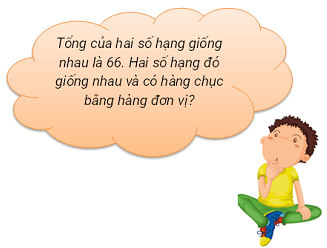 Tổng của hai số hạng giống
nhau là 66. Hai số hạng đó
giống nhau và có hàng chục
bằng hàng đơn vị?